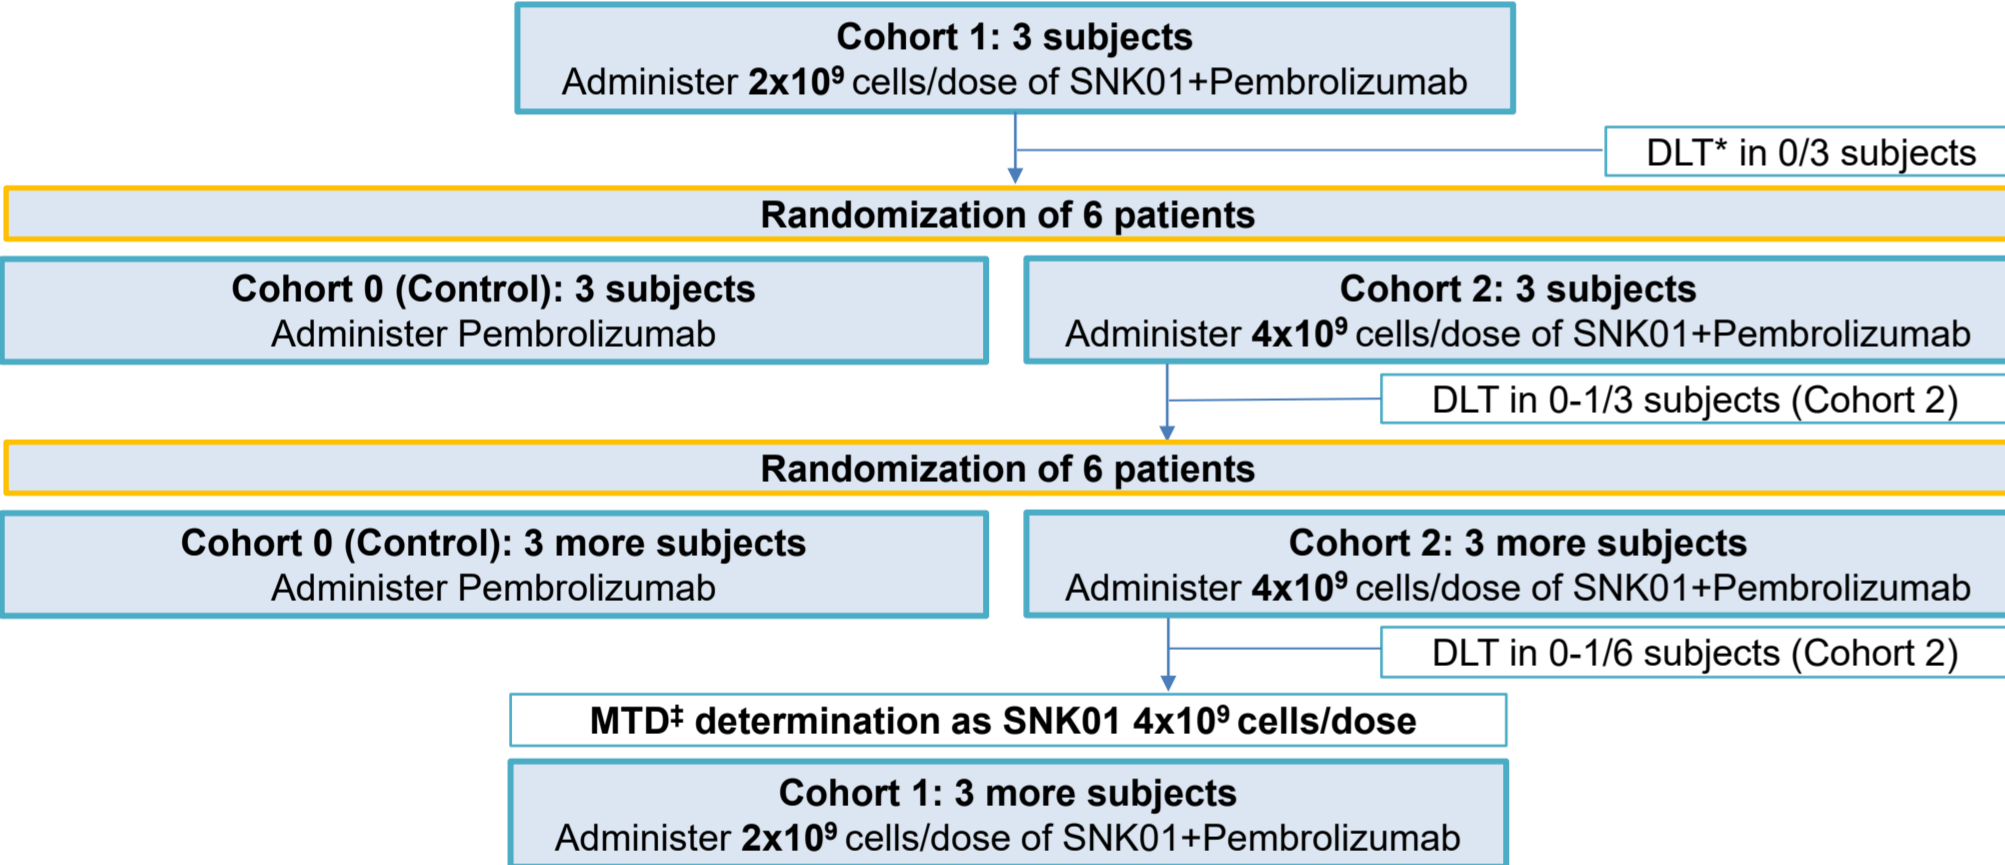 Cohort 1: 3 subjects
Administer 2x10⁹ cells/dose of SNK01+Pembrolizumab
DLT* in 0/3 subjects
Randomization of 6 patients
Cohort 0 (Control): 3 subjects
Administer Pembrolizumab
Cohort 2: 3 subjects
Administer 4x10⁹ cells/dose of SNK01+Pembrolizumab
DLT in 0-1/3 subjects (Cohort 2)
Randomization of 6 patients
Cohort 0 (Control): 3 more subjects
Administer Pembrolizumab
Cohort 2: 3 more subjects
Administer 4x10⁹ cells/dose of SNK01+Pembrolizumab
DLT in 0-1/6 subjects (Cohort 2)
MTD‡ determination as SNK01 4x10⁹ cells/dose
Cohort 1: 3 more subjects
Administer 2x10⁹ cells/dose of SNK01+Pembrolizumab